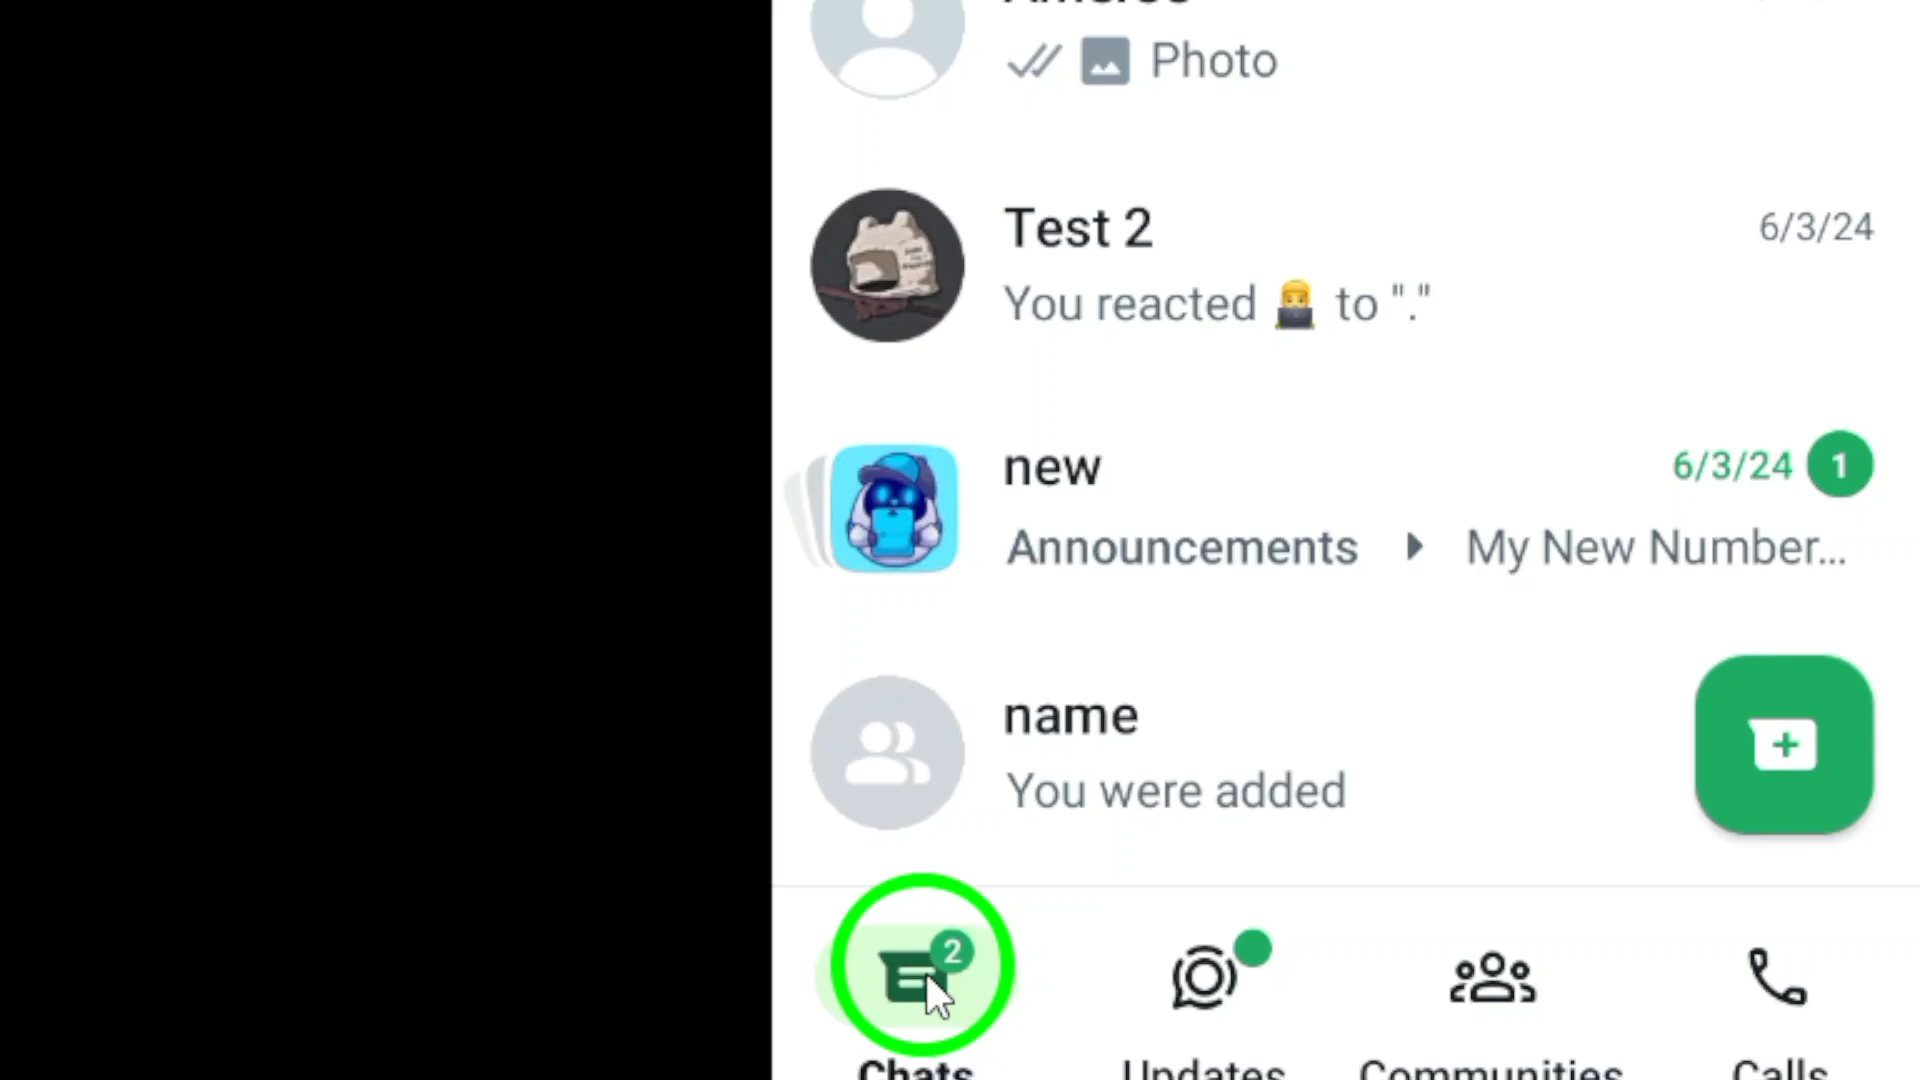 Photo
Test 2
6/3/24
You reacted 👨‍💻 to "."
new
6/3/24
1
Announcements
My New Number...
name
You were added
2
Chats
Updates
Communities
Calls